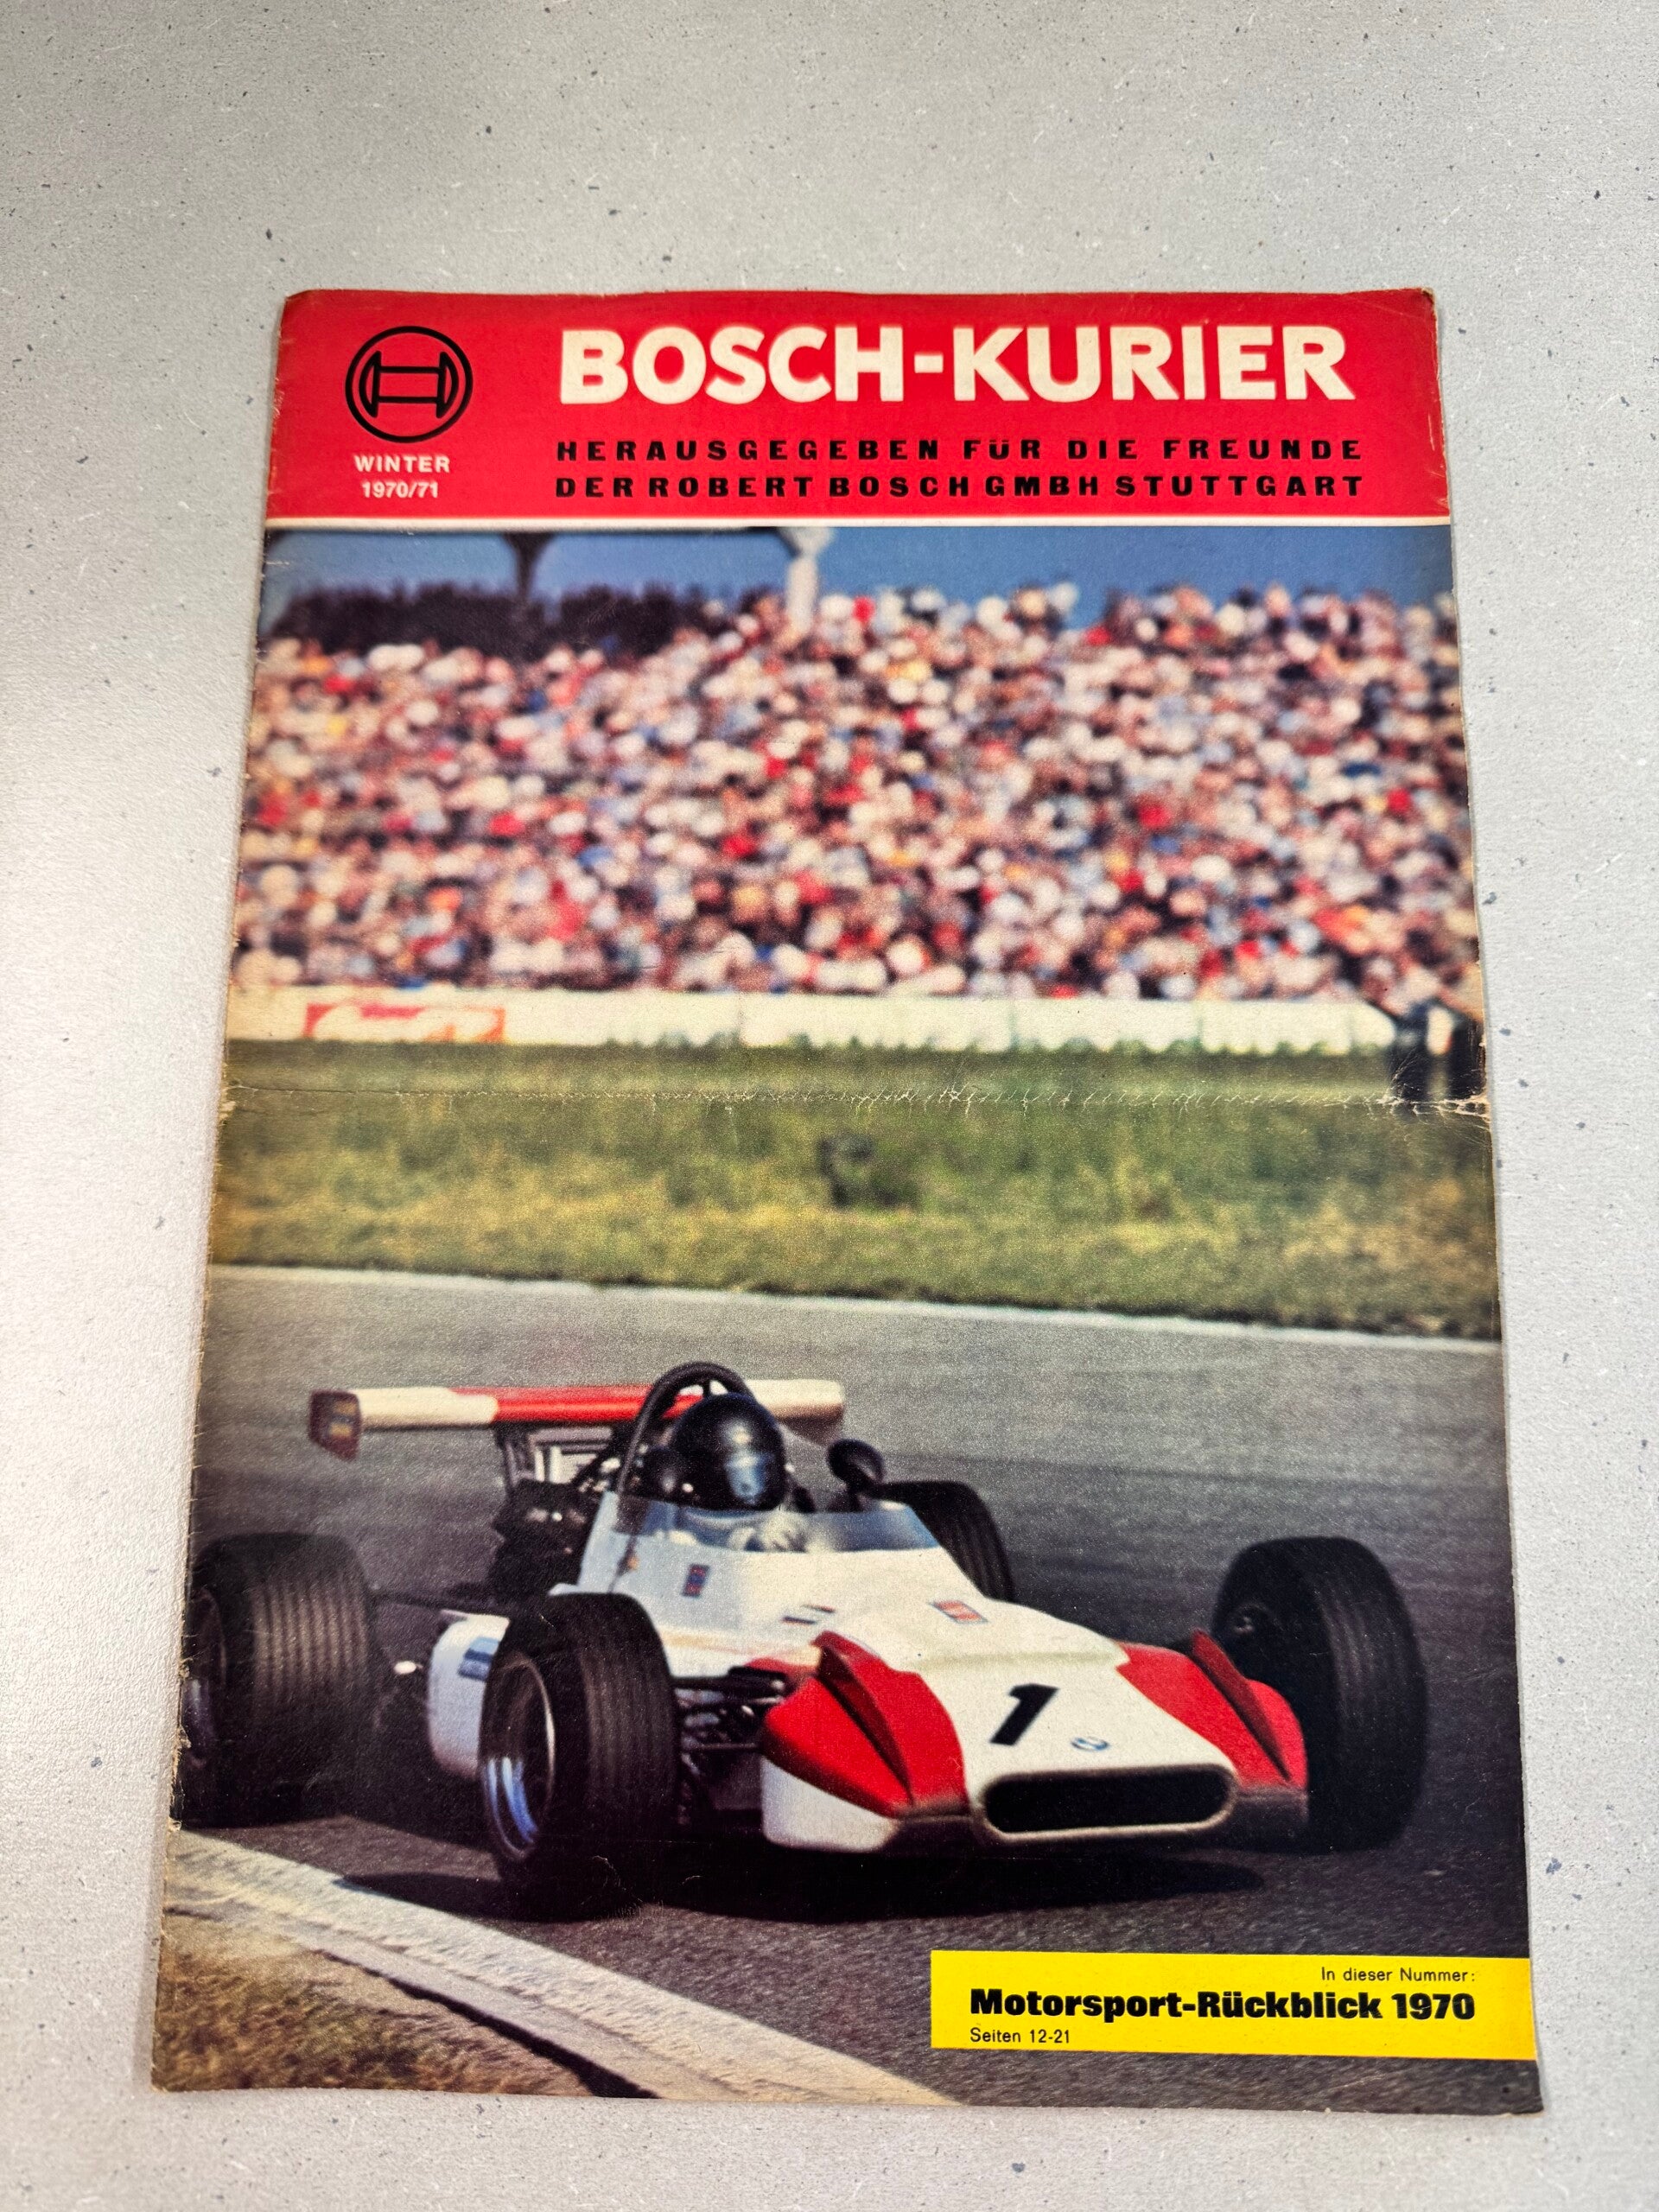 BOSCH-KURIER
HERAUSGEGEBEN FÜR DIE FREUNDE
DER ROBERT BOSCH GMBH STUTTGART
WINTER
1970/71
1
In dieser Nummer:
Motorsport-Rückblick 1970
Seiten 12-21